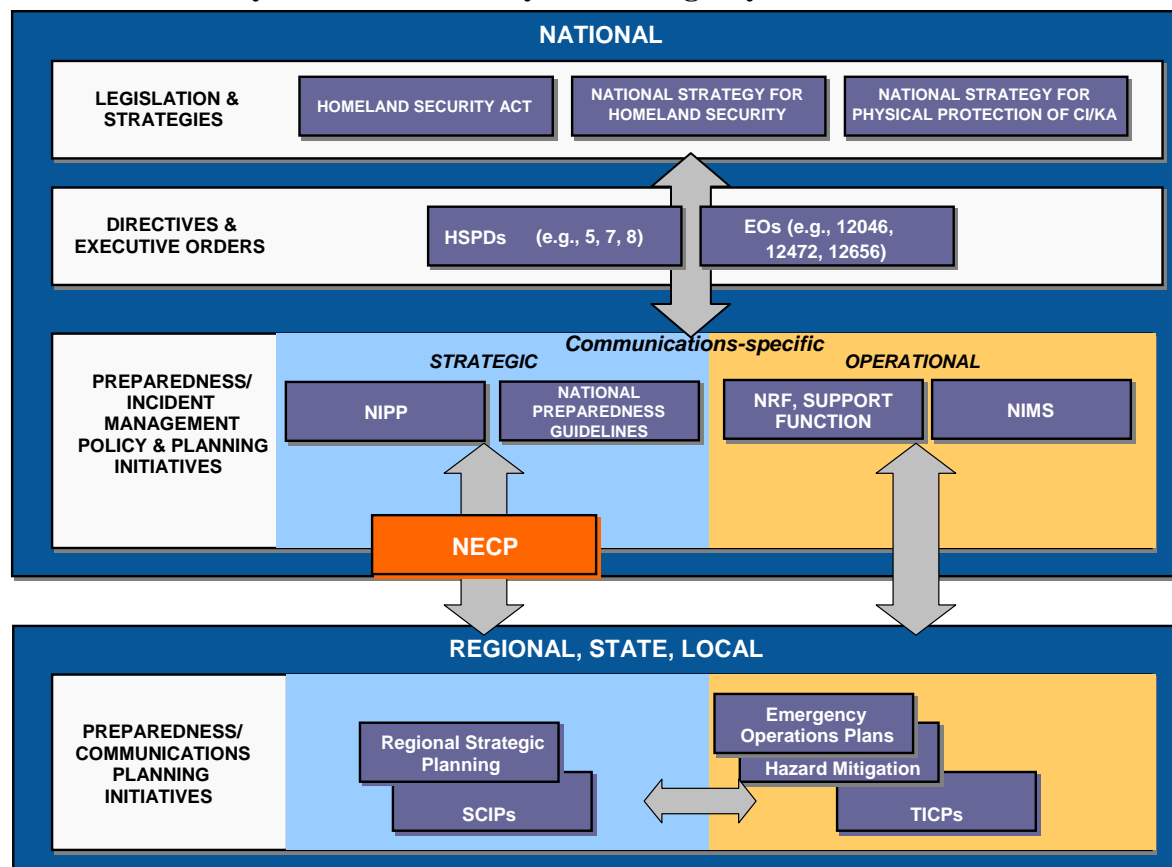 NATIONAL
LEGISLATION &
STRATEGIES
HOMELAND SECURITY ACT
NATIONAL STRATEGY FOR
HOMELAND SECURITY
NATIONAL STRATEGY FOR
PHYSICAL PROTECTION OF CI/KA
DIRECTIVES &
EXECUTIVE ORDERS
HSPDs (e.g., 5, 7, 8)
EOs (e.g., 12046,
12472, 12656)
Communications-specific
STRATEGIC
OPERATIONAL
PREPAREDNESS/
INCIDENT
MANAGEMENT
POLICY & PLANNING
INITIATIVES
NIPP
NATIONAL
PREPAREDNESS
GUIDELINES
NRF, SUPPORT
FUNCTION
NIMS
NECP
REGIONAL, STATE, LOCAL
PREPAREDNESS/
COMMUNICATIONS
PLANNING
INITIATIVES
Regional Strategic
Planning
SCIPs
Emergency
Operations Plans
Hazard Mitigation
TICPs